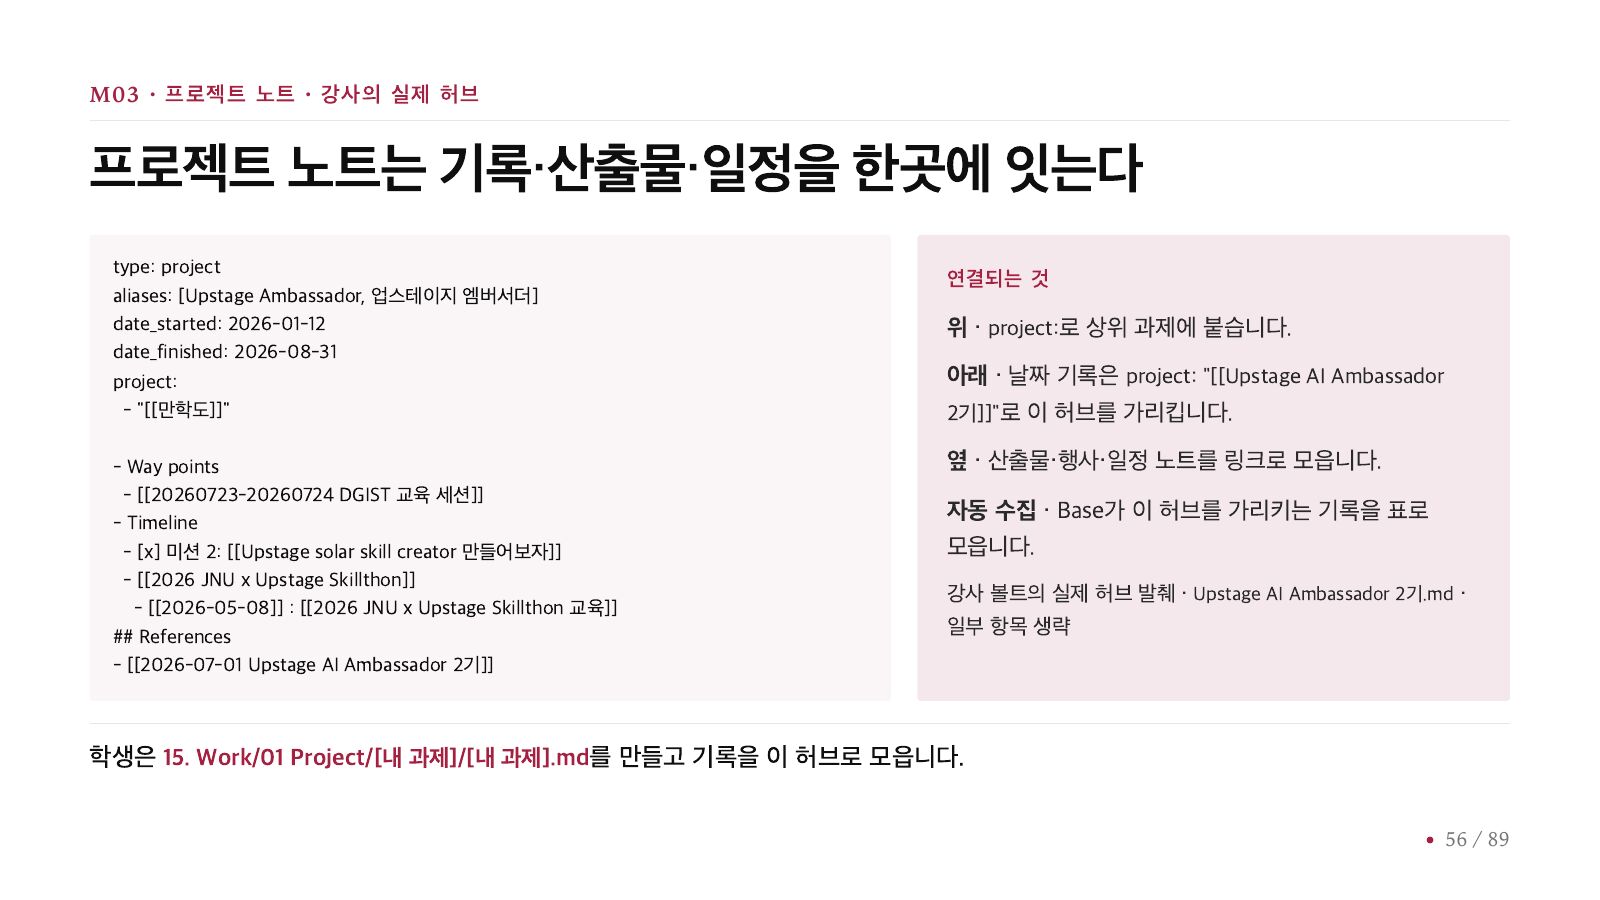 M03 · 프로젝트 노트 · 강사의 실제 허브
프로젝트 노트는 기록·산출물·일정을 한곳에 잇는다
type: project
aliases: [Upstage Ambassador, 업스테이지 엠버서더]
date_started: 2026-01-12
date_finished: 2026-08-31
project:
- "[[만학도]]"
- Way points
- [[20260723-20260724 DGIST 교육 세션]]
- Timeline
- [x] 미션 2: [[Upstage solar skill creator 만들어보자]]
- [[2026 JNU x Upstage Skillthon]]
- [[2026-05-08]] : [[2026 JNU x Upstage Skillthon 교육]]
## References
- [[2026-07-01 Upstage AI Ambassador 2기]]
연결되는 것
위 · project:로 상위 과제에 붙습니다.
아래 · 날짜 기록은 project: "[[Upstage AI Ambassador
2기]]"로 이 허브를 가리킵니다.
옆 · 산출물·행사·일정 노트를 링크로 모읍니다.
자동 수집 · Base가 이 허브를 가리키는 기록을 표로
모읍니다.
강사 볼트의 실제 허브 발췌 · Upstage AI Ambassador 2기.md ·
일부 항목 생략
학생은 15. Work/01 Project/[내 과제]/[내 과제].md를 만들고 기록을 이 허브로 모읍니다.
56 / 89